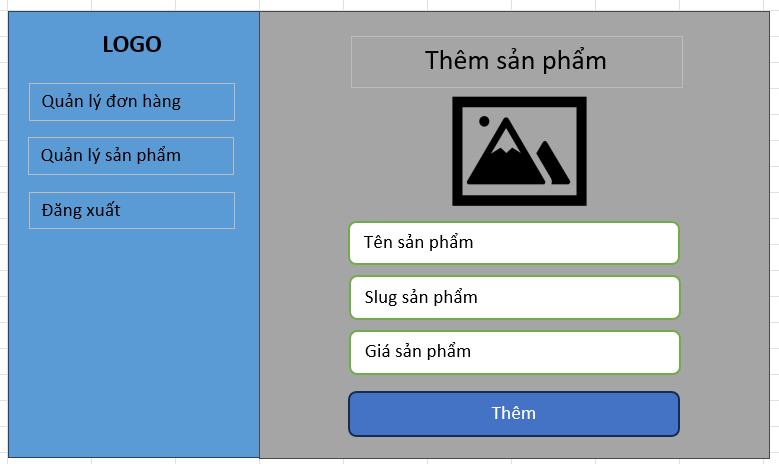 LOGO
Quản lý đơn hàng
Quản lý sản phẩm
Đăng xuất
Thêm sản phẩm
Tên sản phẩm
Slug sản phẩm
Giá sản phẩm
Thêm